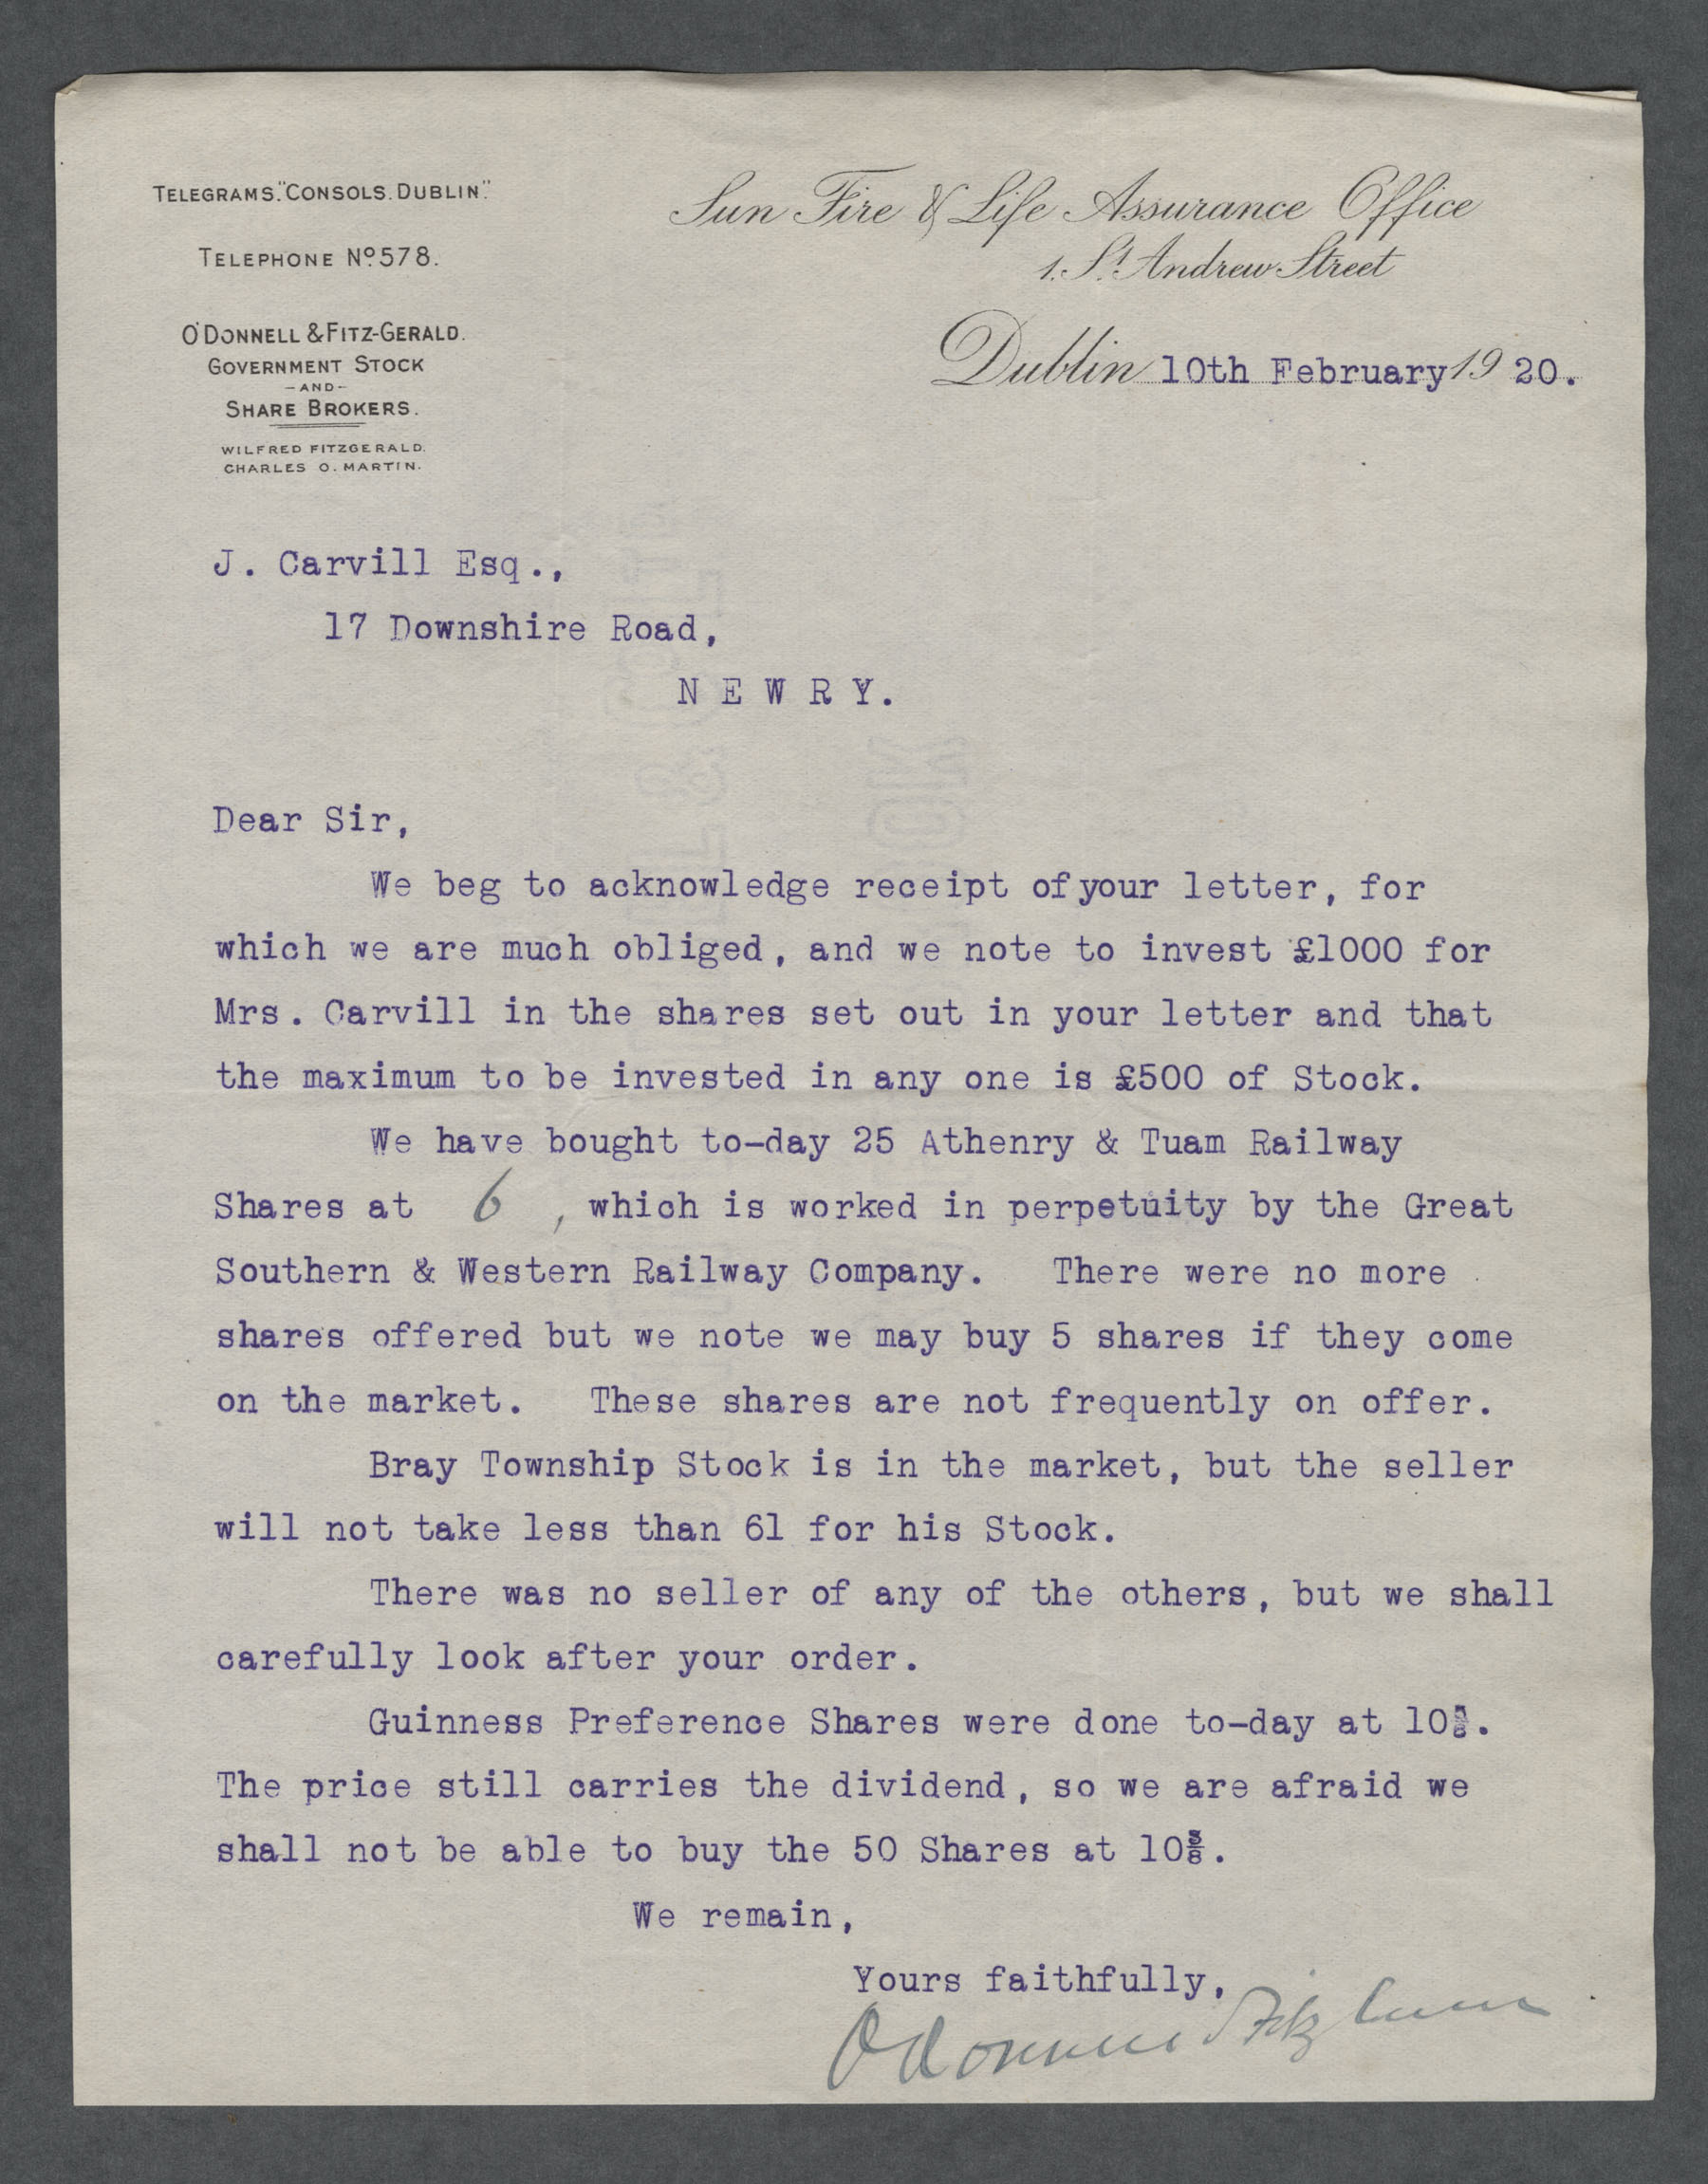 TELEGRAMS. "CONSOLS. DUBLIN."
TELEPHONE Nº 578.
O'DONNELL & FITZ-GERALD.
GOVERNMENT STOCK
-AND-
SHARE BROKERS.
WILFRED FITZGERALD.
CHARLES O. MARTIN.
Sun Fire & Life Assurance Office
1. St. Andrew Street
Dublin 10th February 19 20.
J. Carvill Esq.,
17 Downshire Road,
N E W R Y.
Dear Sir,
We beg to acknowledge receipt ofyour letter, for
which we are much obliged, and we note to invest £1000 for
Mrs. Carvill in the shares set out in your letter and that
the maximum to be invested in any one is £500 of Stock.
We have bought to-day 25 Athenry & Tuam Railway
Shares at 6 , which is worked in perpetuity by the Great
Southern & Western Railway Company. There were no more
shares offered but we note we may buy 5 shares if they come
on the market. These shares are not frequently on offer.
Bray Township Stock is in the market, but the seller
will not take less than 61 for his Stock.
There was no seller of any of the others, but we shall
carefully look after your order.
Guinness Preference Shares were done to-day at 10
The price still carries the dividend, so we are afraid we
shall not be able to buy the 50 Shares at 10⅜.
We remain,
Yours faithfully,
O'Donnell Fitzgerald